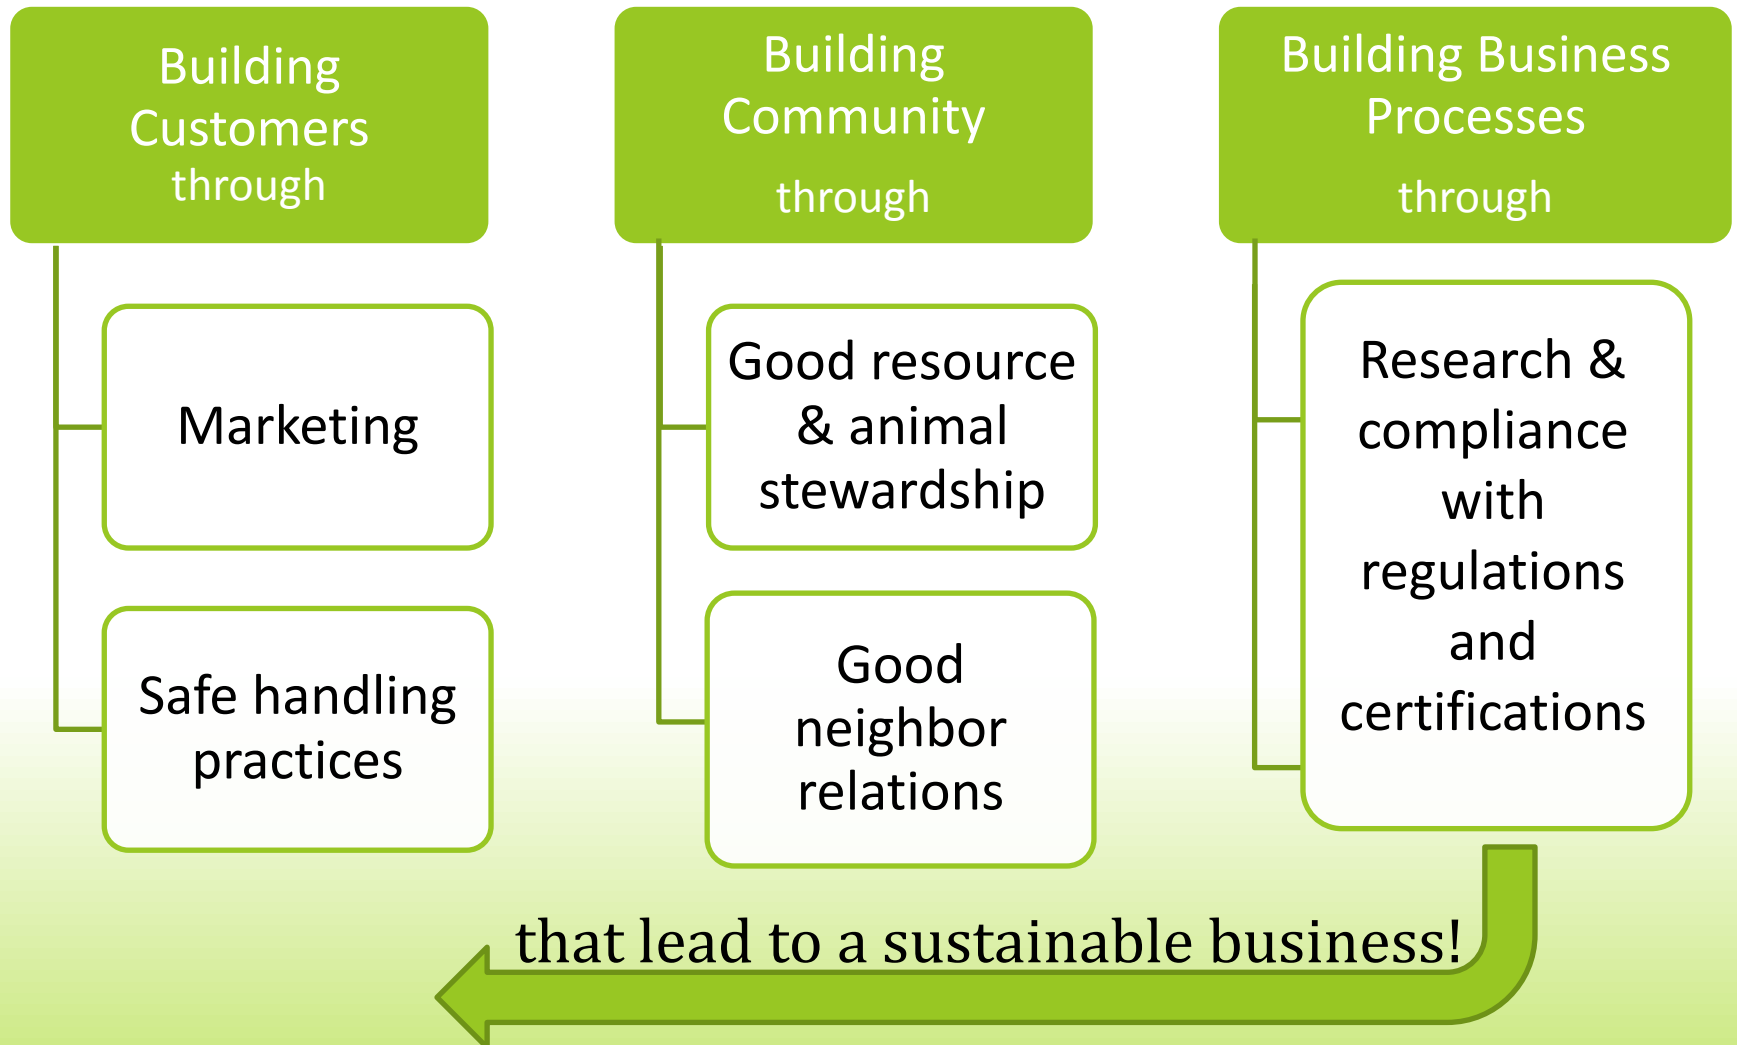 Building
Customers
through
Marketing
Safe handling
practices
Building
Community
through
Good resource
& animal
stewardship
Good
neighbor
relations
Building Business
Processes
through
Research &
compliance
with
regulations
and
certifications
that lead to a sustainable business!